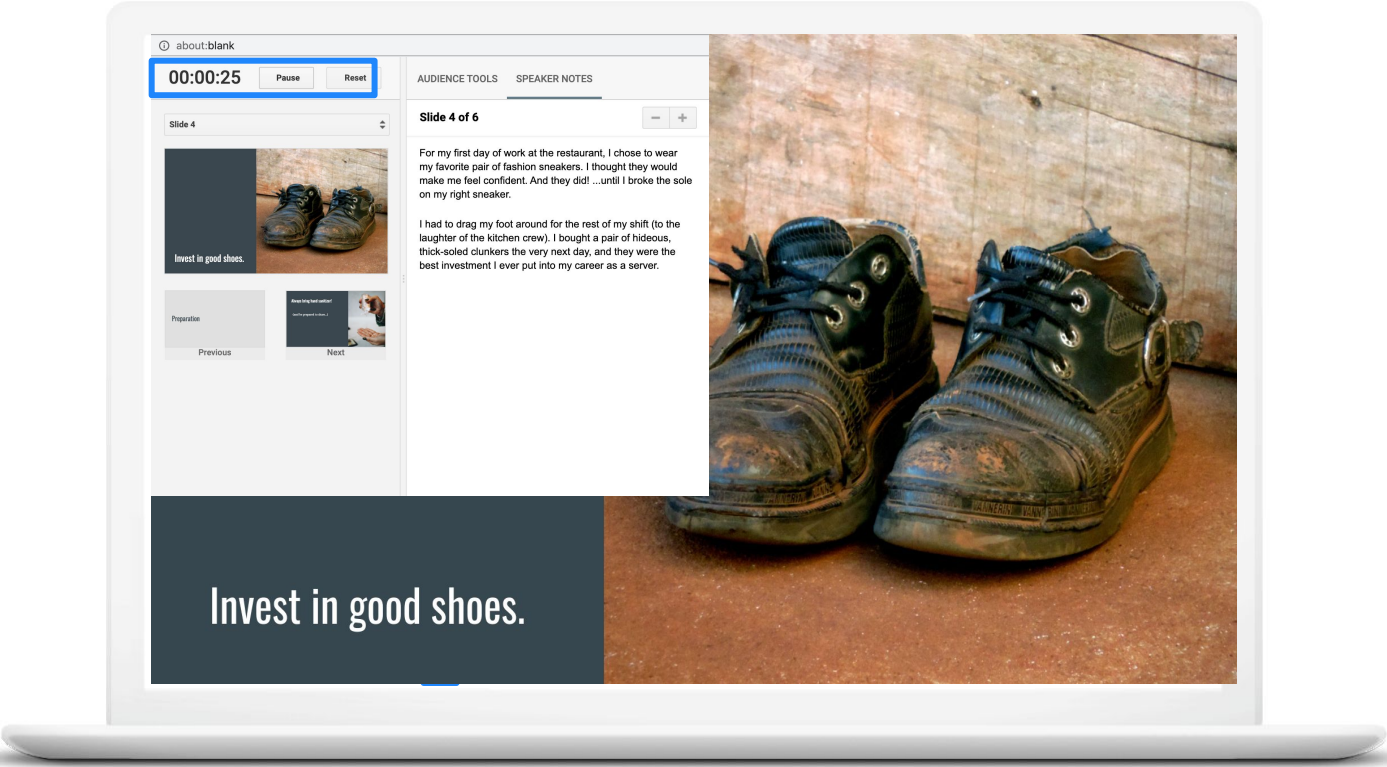 about:blank
00:00:25
Pause
Reset
AUDIENCE TOOLS
SPEAKER NOTES
Slide 4
Slide 4 of 6
For my first day of work at the restaurant, I chose to wear
my favorite pair of fashion sneakers. I thought they would
make me feel confident. And they did! ...until I broke the sole
on my right sneaker.
I had to drag my foot around for the rest of my shift (to the
laughter of the kitchen crew). I bought a pair of hideous,
thick-soled clunkers the very next day, and they were the
best investment I ever put into my career as a server.
Invest in good shoes.
Preparation
Previous
Always bring hand sanitizer!
Next
Invest in good shoes.